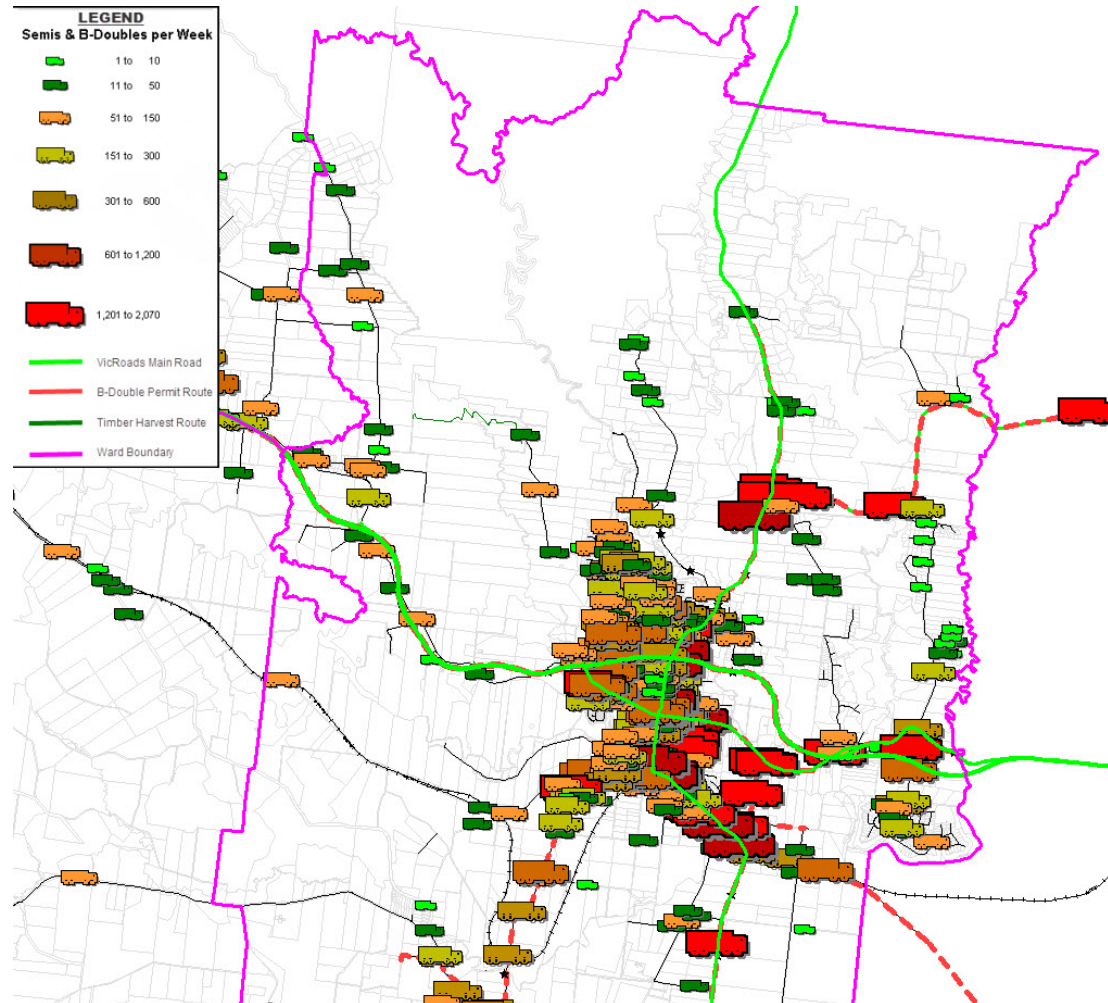 LEGEND
Semis & B-Doubles per Week
1 to 10
11 to 50
51 to 150
151 to 300
301 to 600
601 to 1,200
1,201 to 2,070
VicRoads Main Road
B-Double Permit Route
Timber Harvest Route
Ward Boundary